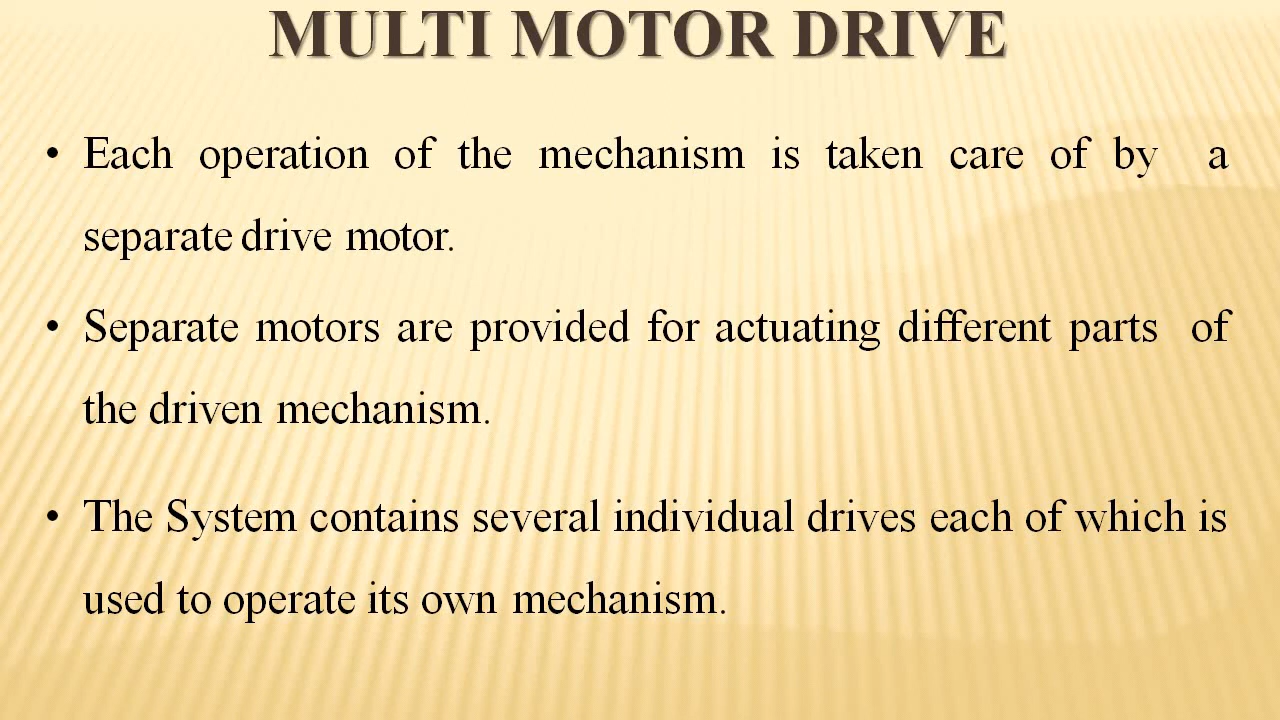 MULTI MOTOR DRIVE
• Each operation of the mechanism is taken care of by a
separate drive motor.
• Separate motors are provided for actuating different parts of
the driven mechanism.
• The System contains several individual drives each of which is
used to operate its own mechanism.